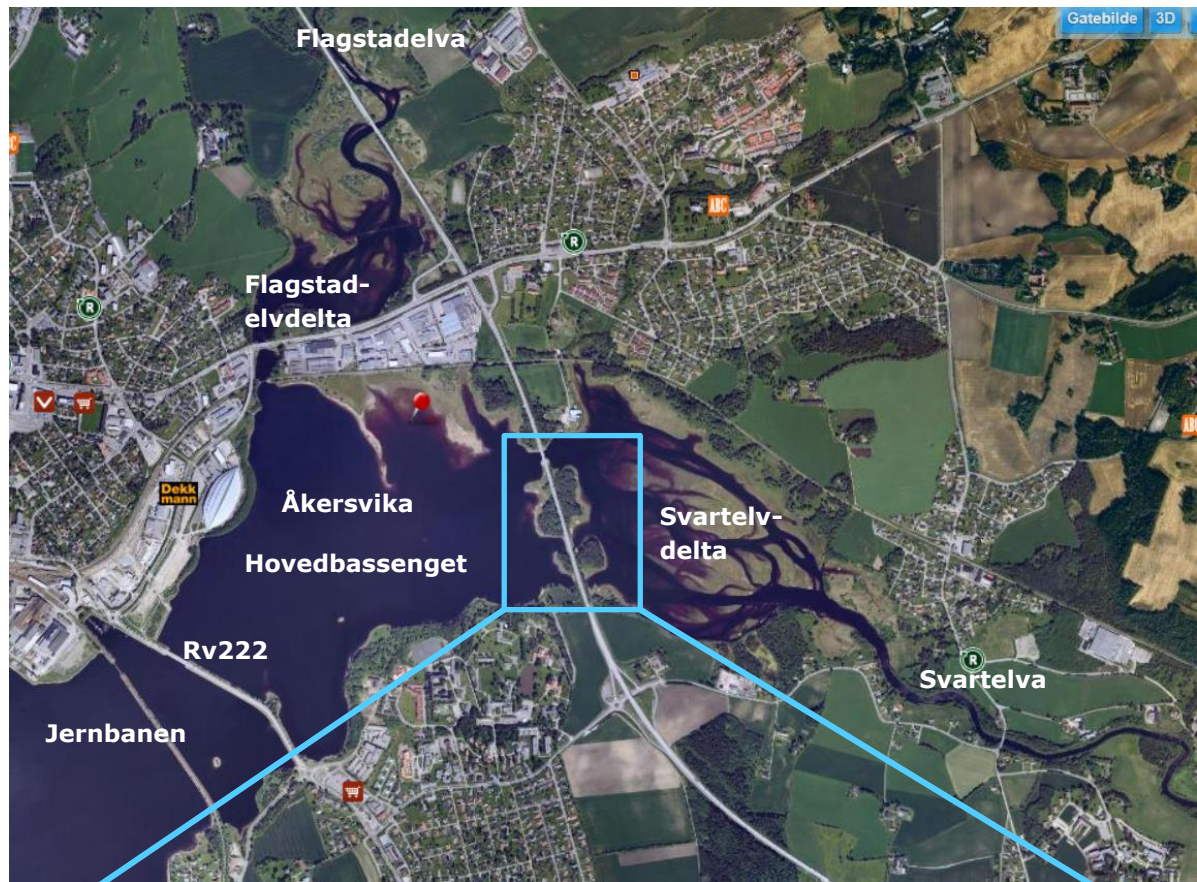 Gatebilde 3D
Flagstadelva
ABC
R
Flagstad-
elvdelta
R
Dekk
mann
Åkersvika
Hovedbassenget
Svartelv-
delta
Rv222
R
Svartelva
Jernbanen